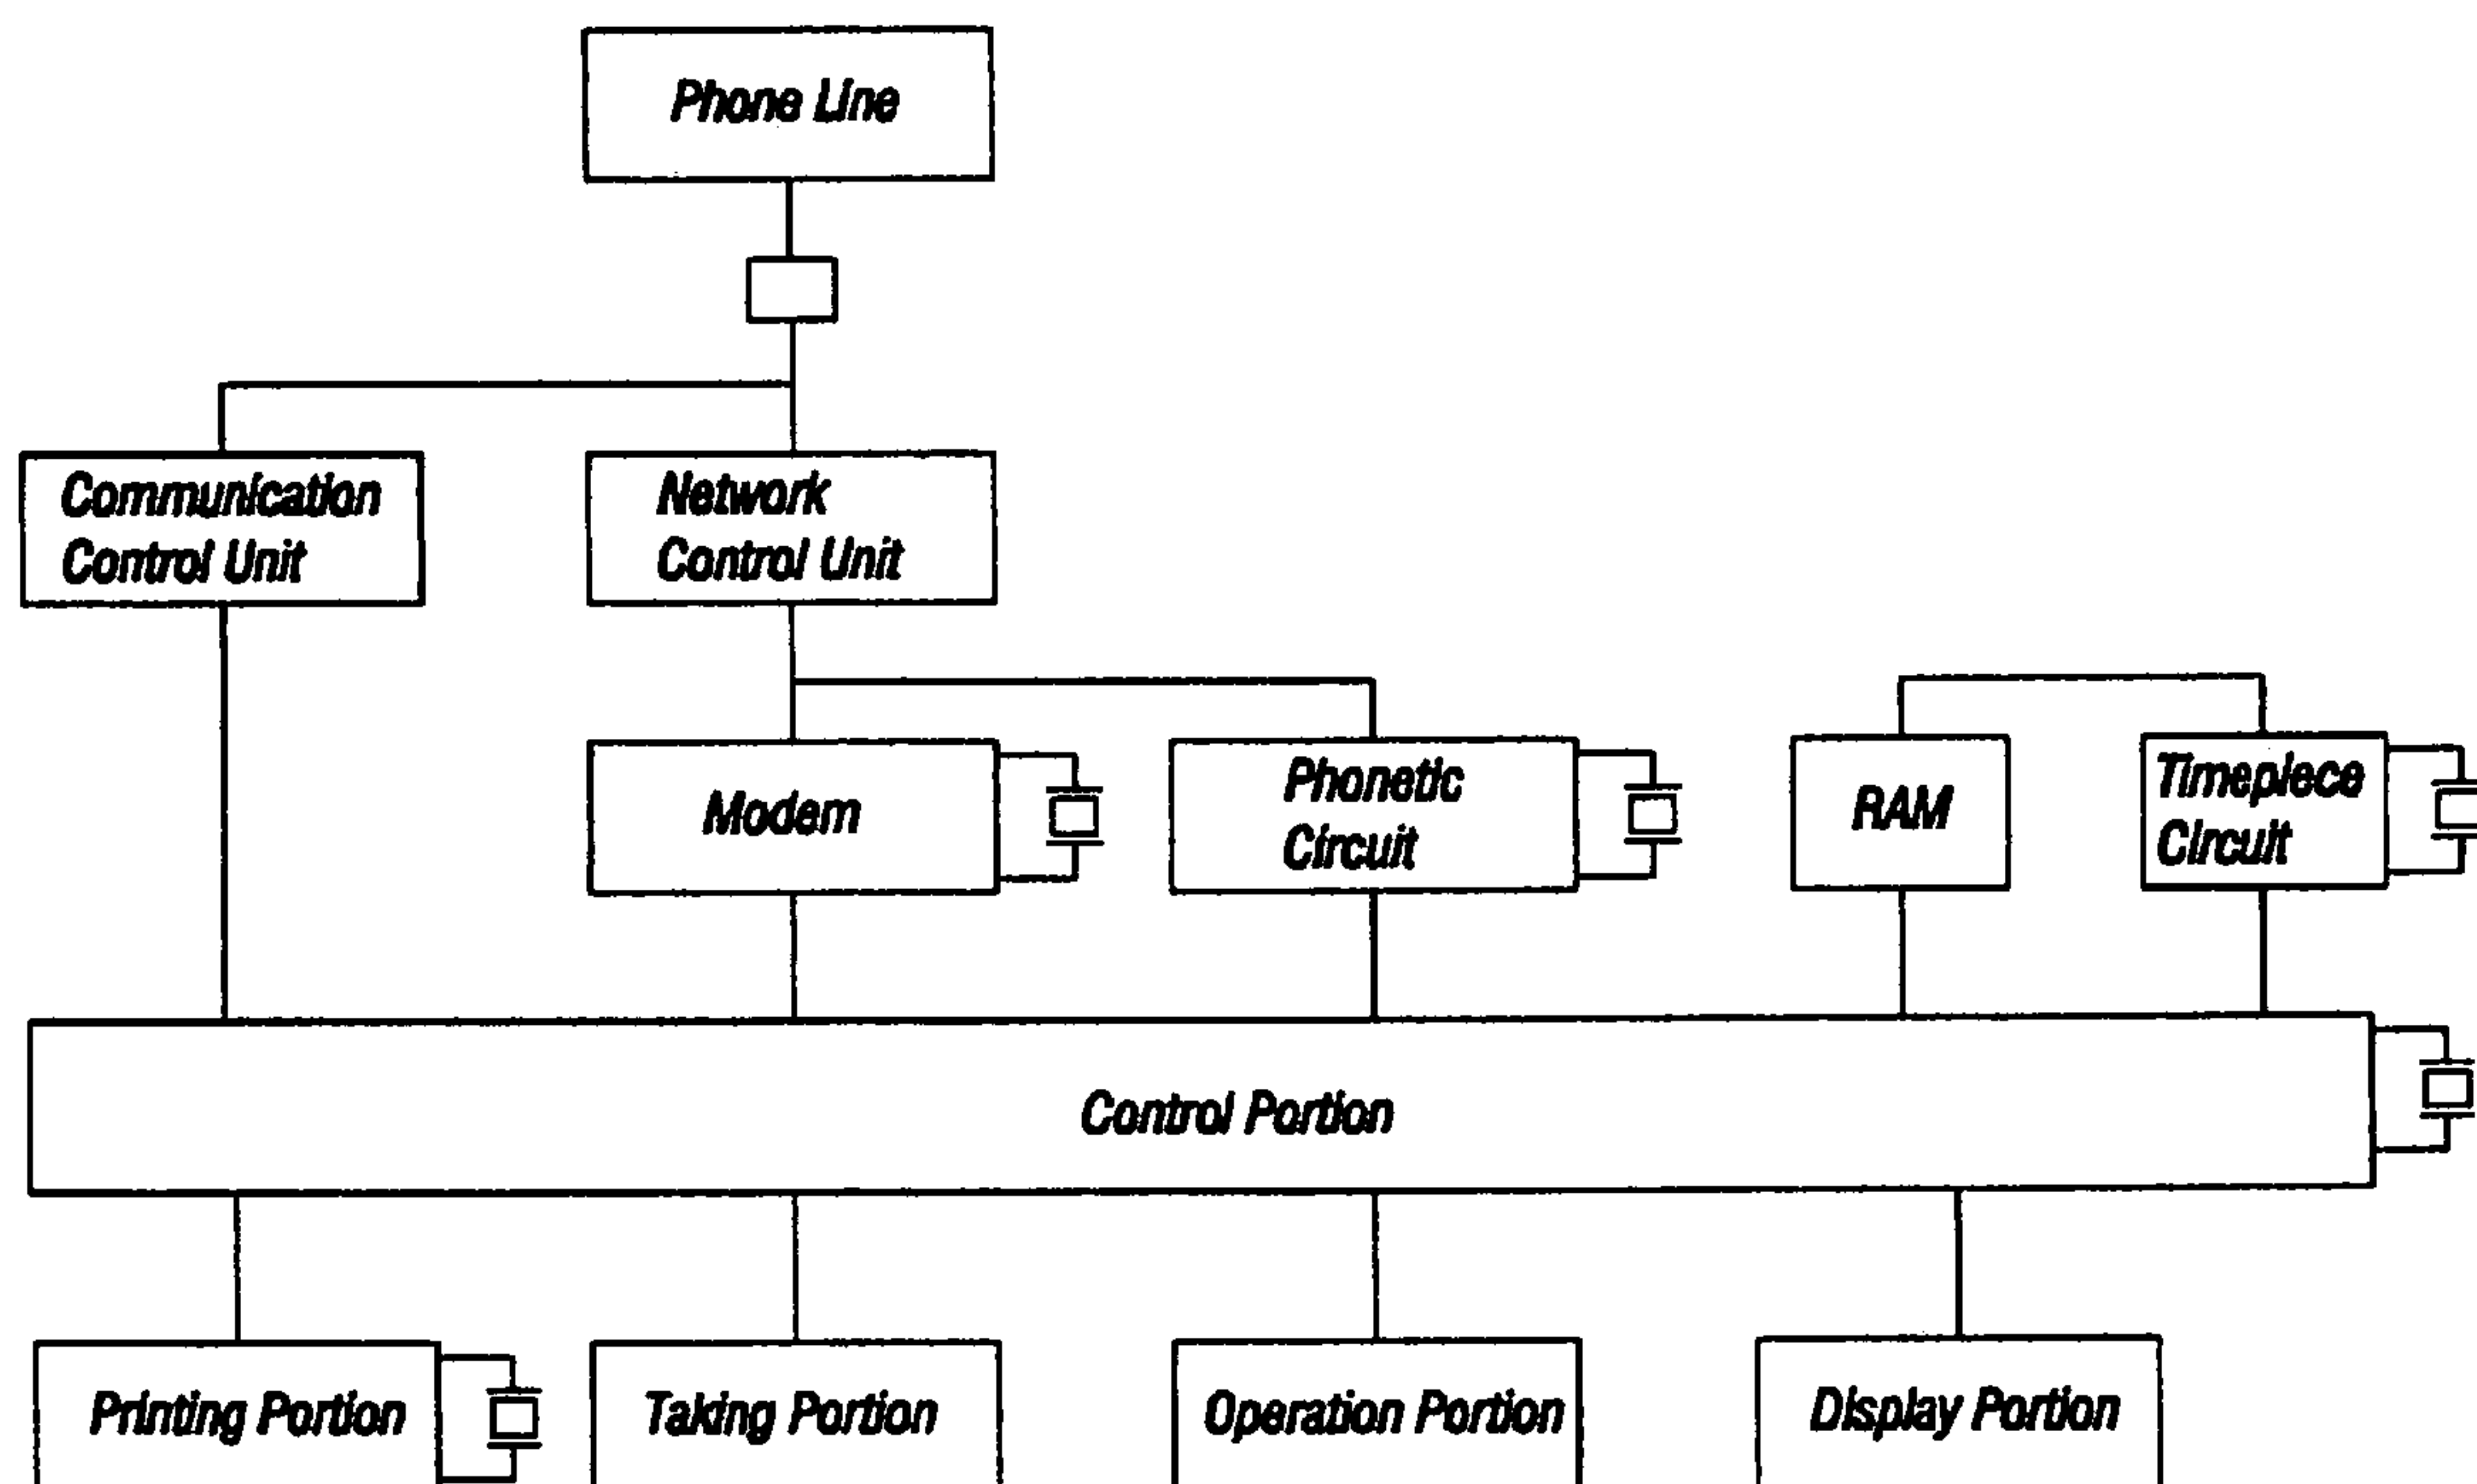 Phone Line
Communication
Control Unit
Network
Control Unit
Modem
Phonetic
Circuit
RAM
Timepiece
Circuit
Control Portion
Printing Portion
Taking Portion
Operation Portion
Display Portion